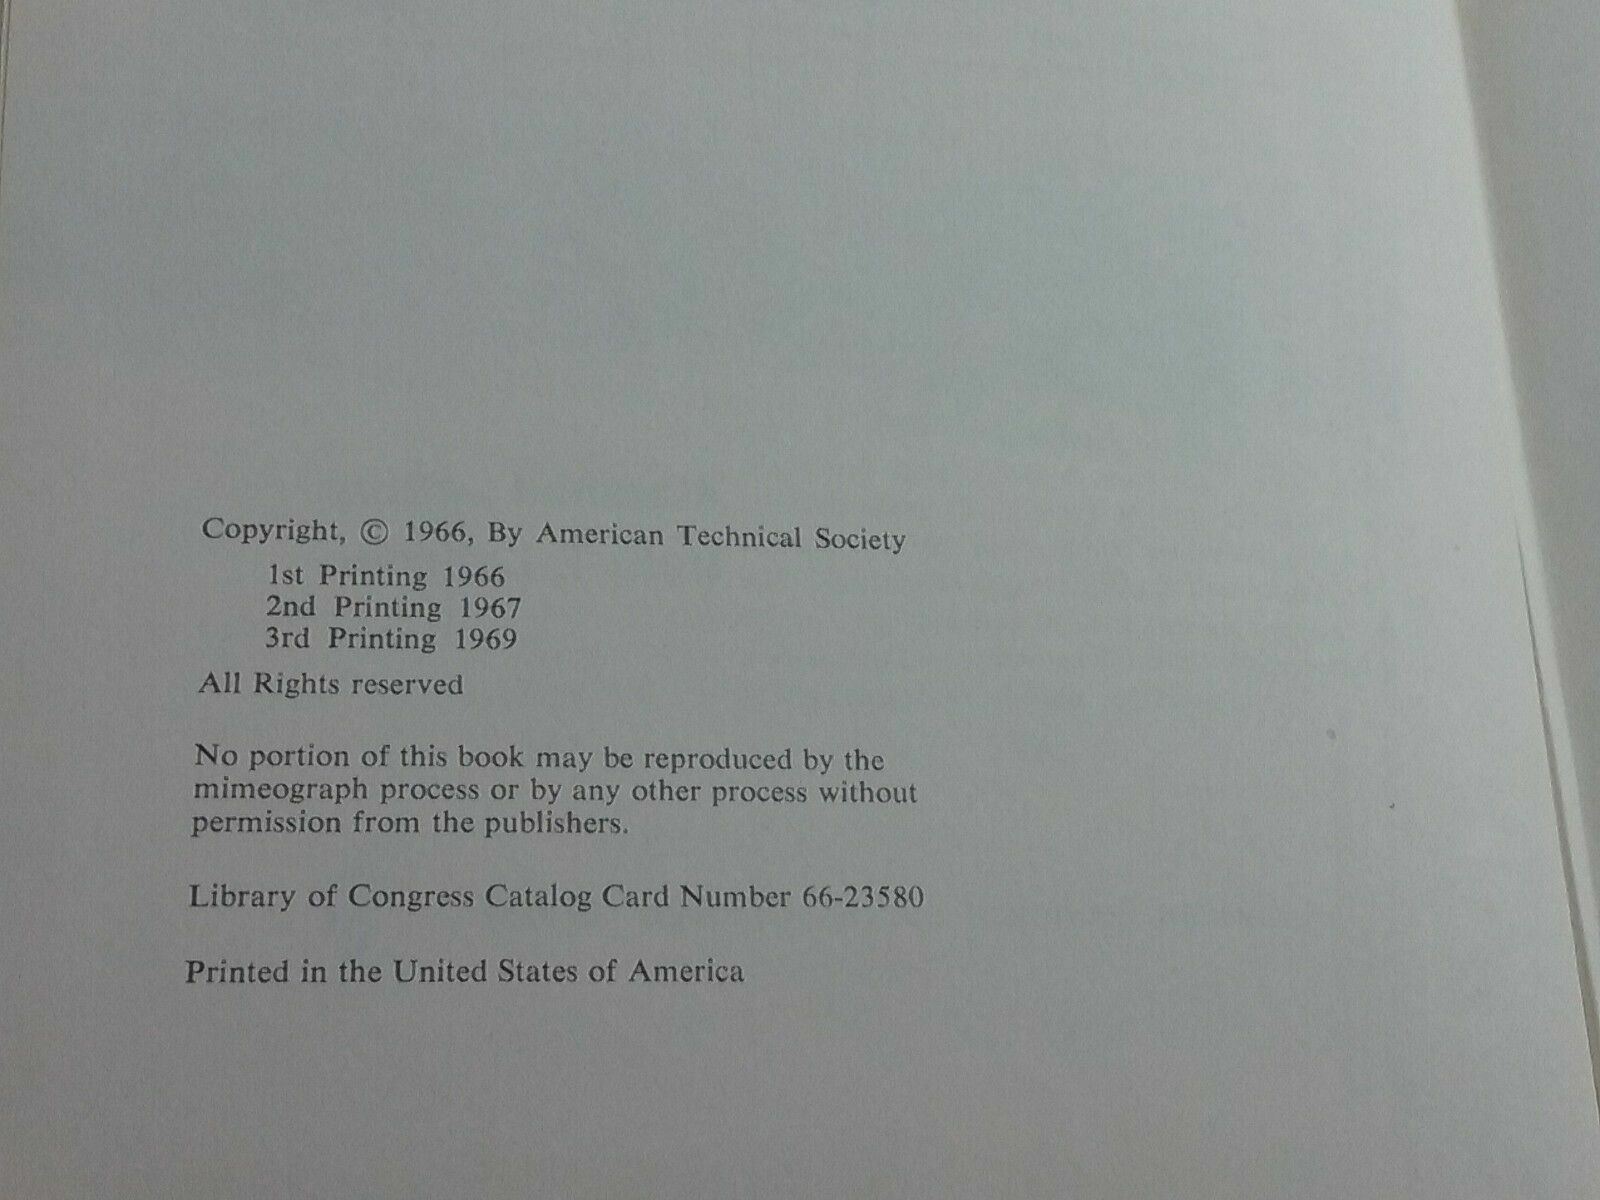 Copyright, © 1966, By American Technical Society
1st Printing 1966
2nd Printing 1967
3rd Printing 1969
All Rights reserved
No portion of this book may be reproduced by the
mimeograph process or by any other process without
permission from the publishers.
Library of Congress Catalog Card Number 66-23580
Printed in the United States of America